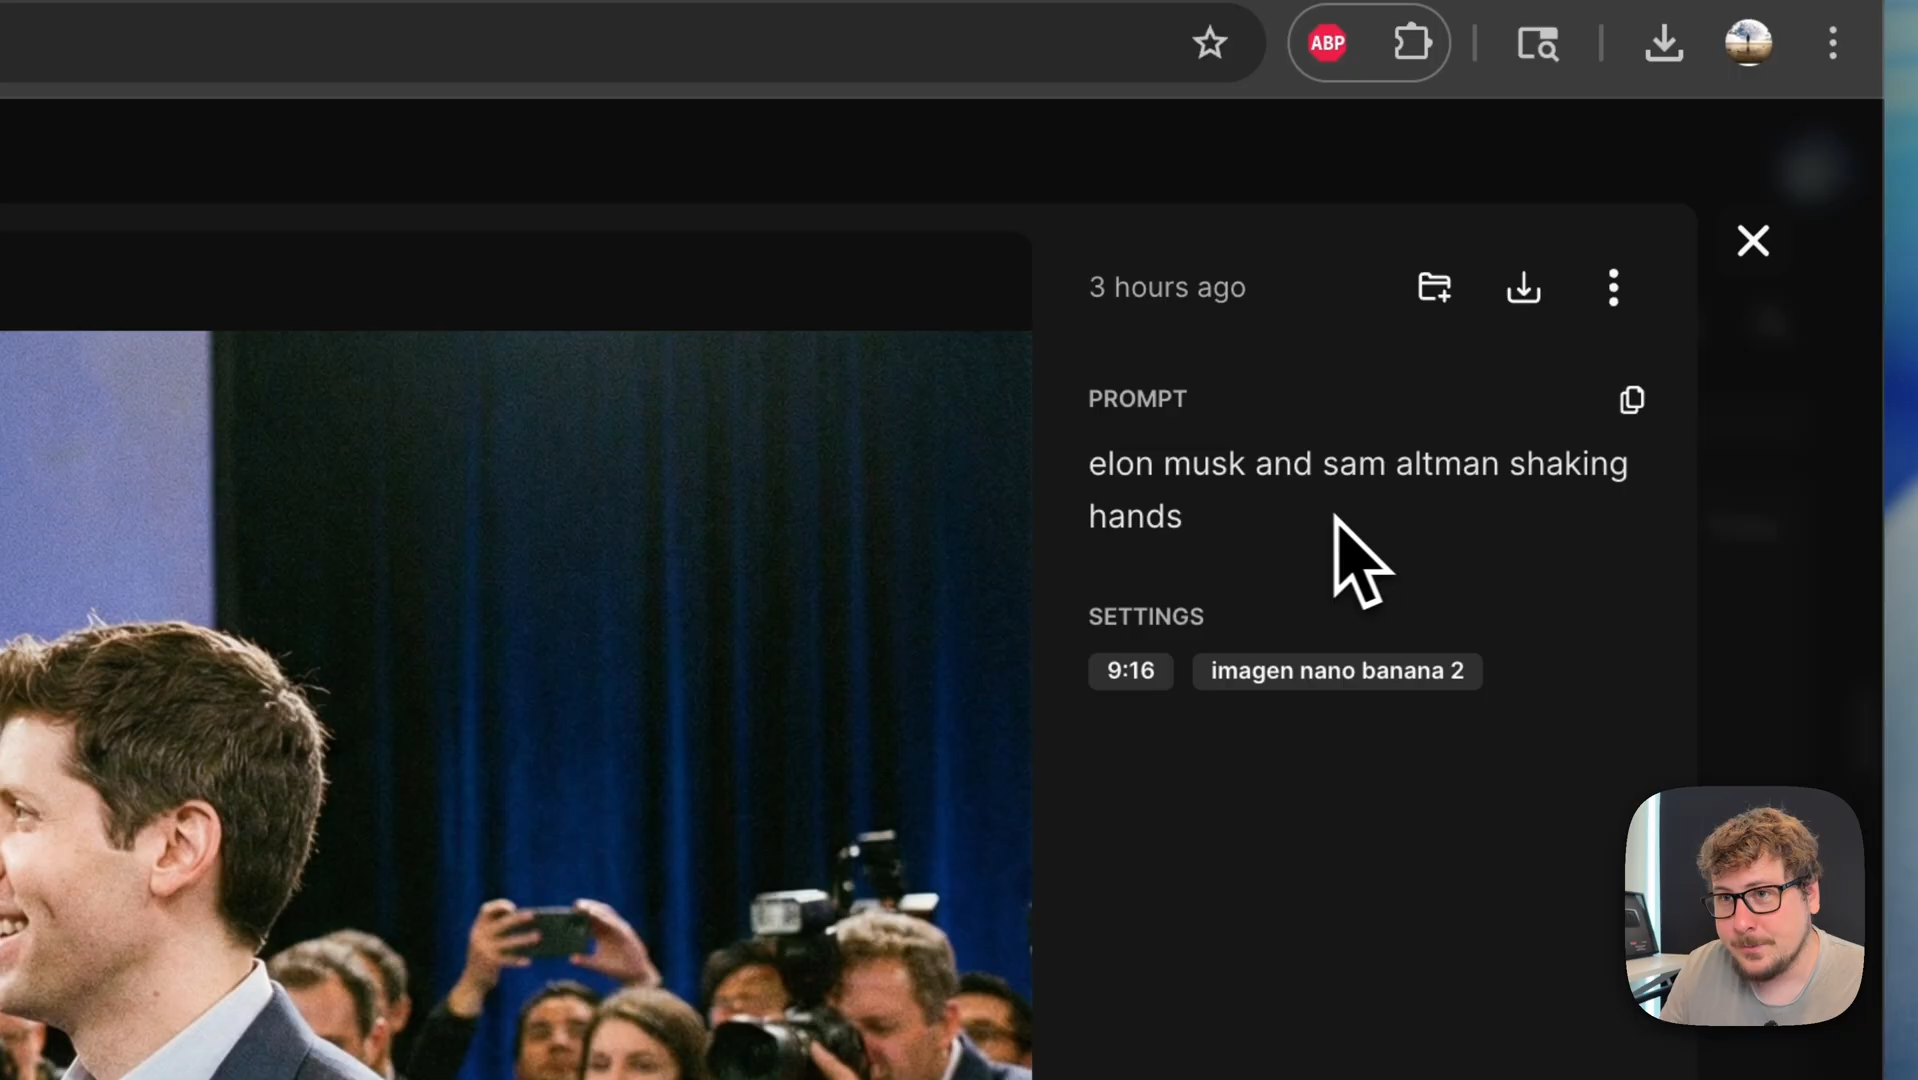 ABP
3 hours ago
PROMPT
elon musk and sam altman shaking
hands
SETTINGS
9:16
imagen nano banana 2